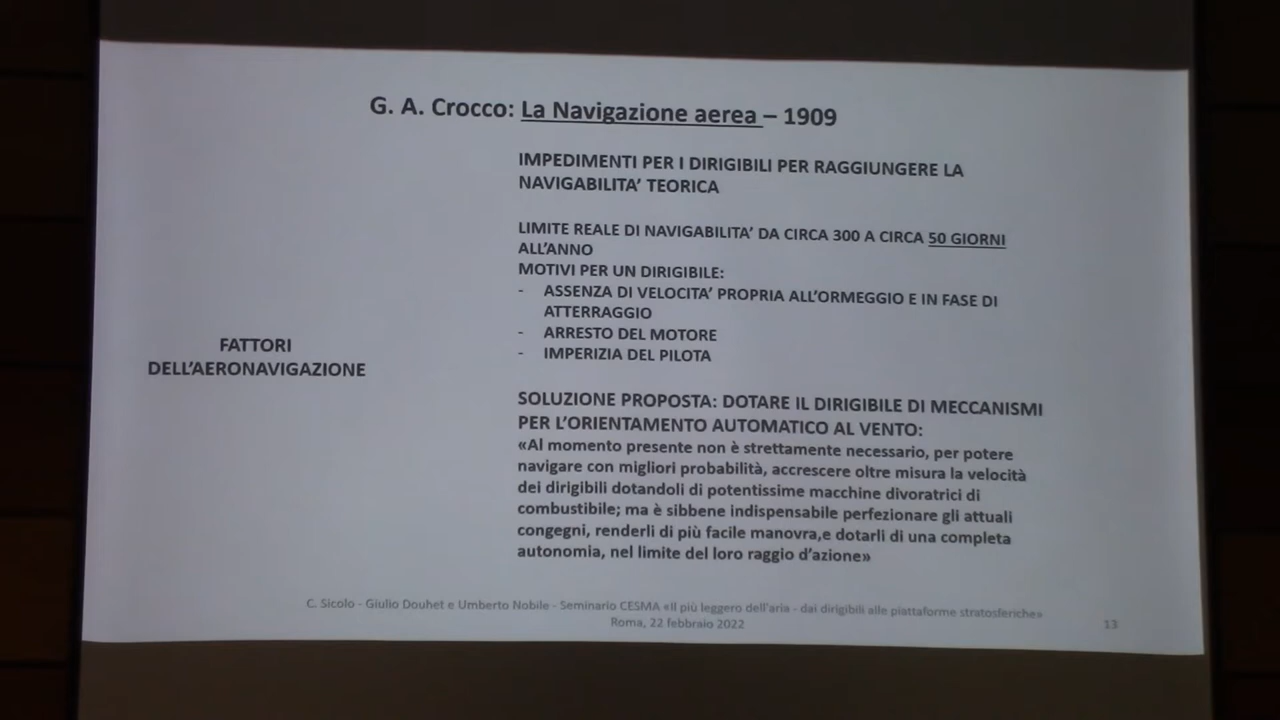 G. A. Crocco: La Navigazione aerea – 1909
IMPEDIMENTI PER I DIRIGIBILI PER RAGGIUNGERE LA
NAVIGABILITA’ TEORICA
LIMITE REALE DI NAVIGABILITA’ DA CIRCA 300 A CIRCA 50 GIORNI
ALL’ANNO
MOTIVI PER UN DIRIGIBILE:
- ASSENZA DI VELOCITA’ PROPRIA ALL’ORMEGGIO E IN FASE DI
ATTERRAGGIO
- ARRESTO DEL MOTORE
- IMPERIZIA DEL PILOTA
FATTORI
DELL’AERONAVIGAZIONE
SOLUZIONE PROPOSTA: DOTARE IL DIRIGIBILE DI MECCANISMI
PER L’ORIENTAMENTO AUTOMATICO AL VENTO:
«Al momento presente non è strettamente necessario, per potere
navigare con migliori probabilità, accrescere oltre misura la velocità
dei dirigibili dotandoli di potentissime macchine divoratrici di
combustibile; ma è sibbene indispensabile perfezionare gli attuali
congegni, renderli di più facile manovra,e dotarli di una completa
autonomia, nel limite del loro raggio d’azione»
C. Sicolo - Giulio Douhet e Umberto Nobile - Seminario CESMA «Il più leggero dell'aria - dai dirigibili alle piattaforme stratosferiche»
Roma, 22 febbraio 2022
13